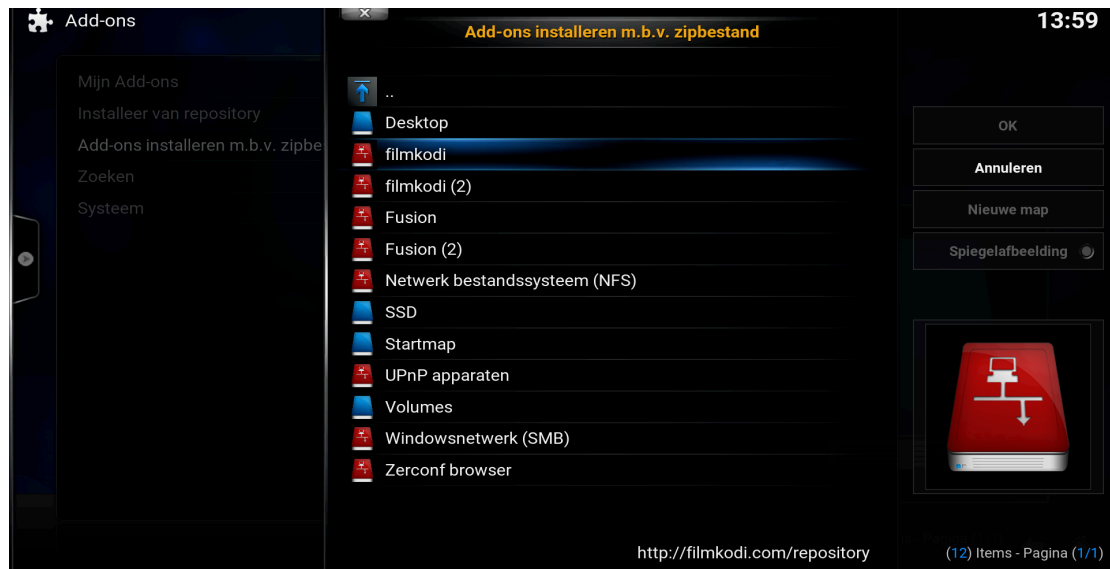 Add-ons
Mijn Add-ons
Installeer van repository
Add-ons installeren m.b.v. zipbe
Zoeken
Systeem
Add-ons installeren m.b.v. zipbestand
..
Desktop
filmkodi
filmkodi (2)
Fusion
Fusion (2)
Netwerk bestandssysteem (NFS)
SSD
Startmap
UPnP apparaten
Volumes
Windowsnetwerk (SMB)
Zerconf browser
http://filmkodi.com/repository
13:59
OK
Annuleren
Nieuwe map
Spiegelafbeelding
(12) Items - Pagina (1/1)